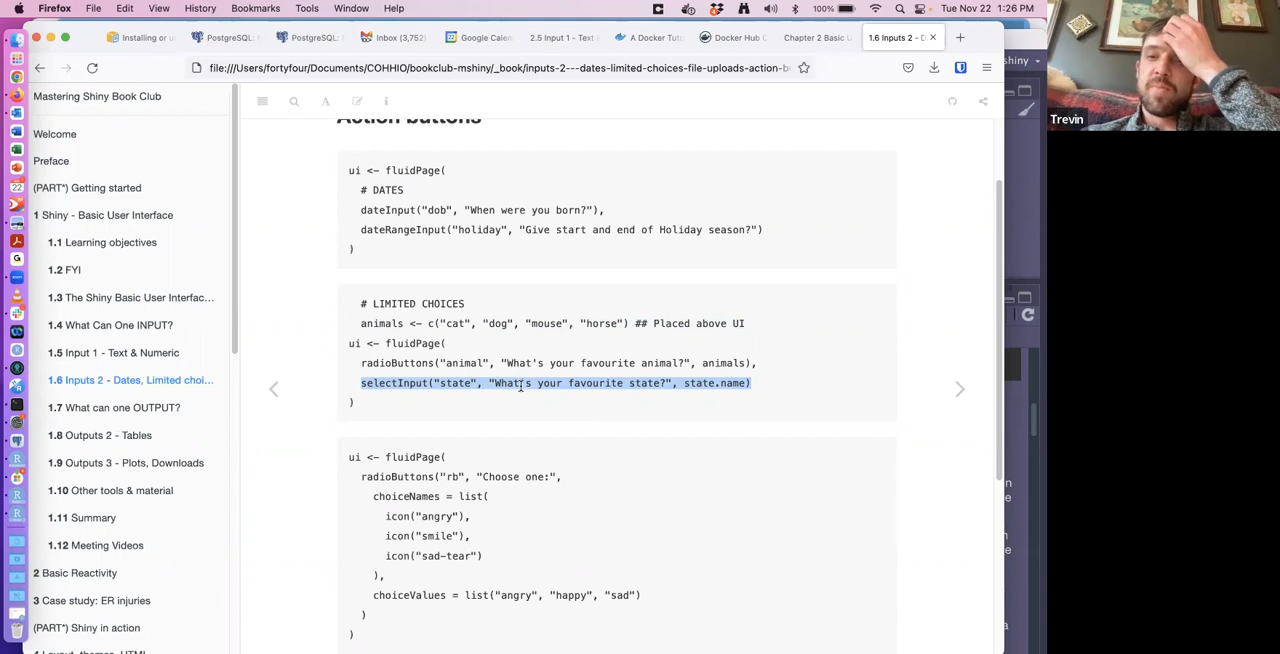 Firefox File Edit View History Bookmarks Tools Window Help
100% Tue Nov 22 1:26 PM
Installing or u
PostgreSQL:
PostgreSQL:
Inbox (3,752)
Google Calen
2.5 Input 1 - Text
A Docker Tut
Docker Hub
Chapter 2 Basic
1.6 Inputs 2 - D
file:///Users/fortyfour/Documents/COHHIO/bookclub-mshiny/_book/inputs-2---dates-limited-choices-file-uploads-action-b
Mastering Shiny Book Club
Welcome
Preface
(PART*) Getting started
1 Shiny - Basic User Interface
1.1 Learning objectives
1.2 FYI
1.3 The Shiny Basic User Interfac...
1.4 What Can One INPUT?
1.5 Input 1 - Text & Numeric
1.6 Inputs 2 - Dates, Limited choi...
1.7 What can one OUTPUT?
1.8 Outputs 2 - Tables
1.9 Outputs 3 - Plots, Downloads
1.10 Other tools & material
1.11 Summary
1.12 Meeting Videos
2 Basic Reactivity
3 Case study: ER injuries
(PART*) Shiny in action
4 Layout, themes, HTML
Action buttons
ui <- fluidPage(
# DATES
dateInput("dob", "When were you born?"),
dateRangeInput("holiday", "Give start and end of Holiday season?")
)
# LIMITED CHOICES
animals <- c("cat", "dog", "mouse", "horse") ## Placed above UI
ui <- fluidPage(
radioButtons("animal", "What's your favourite animal?", animals),
selectInput("state", "What's your favourite state?", state.name)
)
ui <- fluidPage(
radioButtons("rb", "Choose one:",
choiceNames = list(
icon("angry"),
icon("smile"),
icon("sad-tear")
),
choiceValues = list("angry", "happy", "sad")
)
)
shiny
Trevin